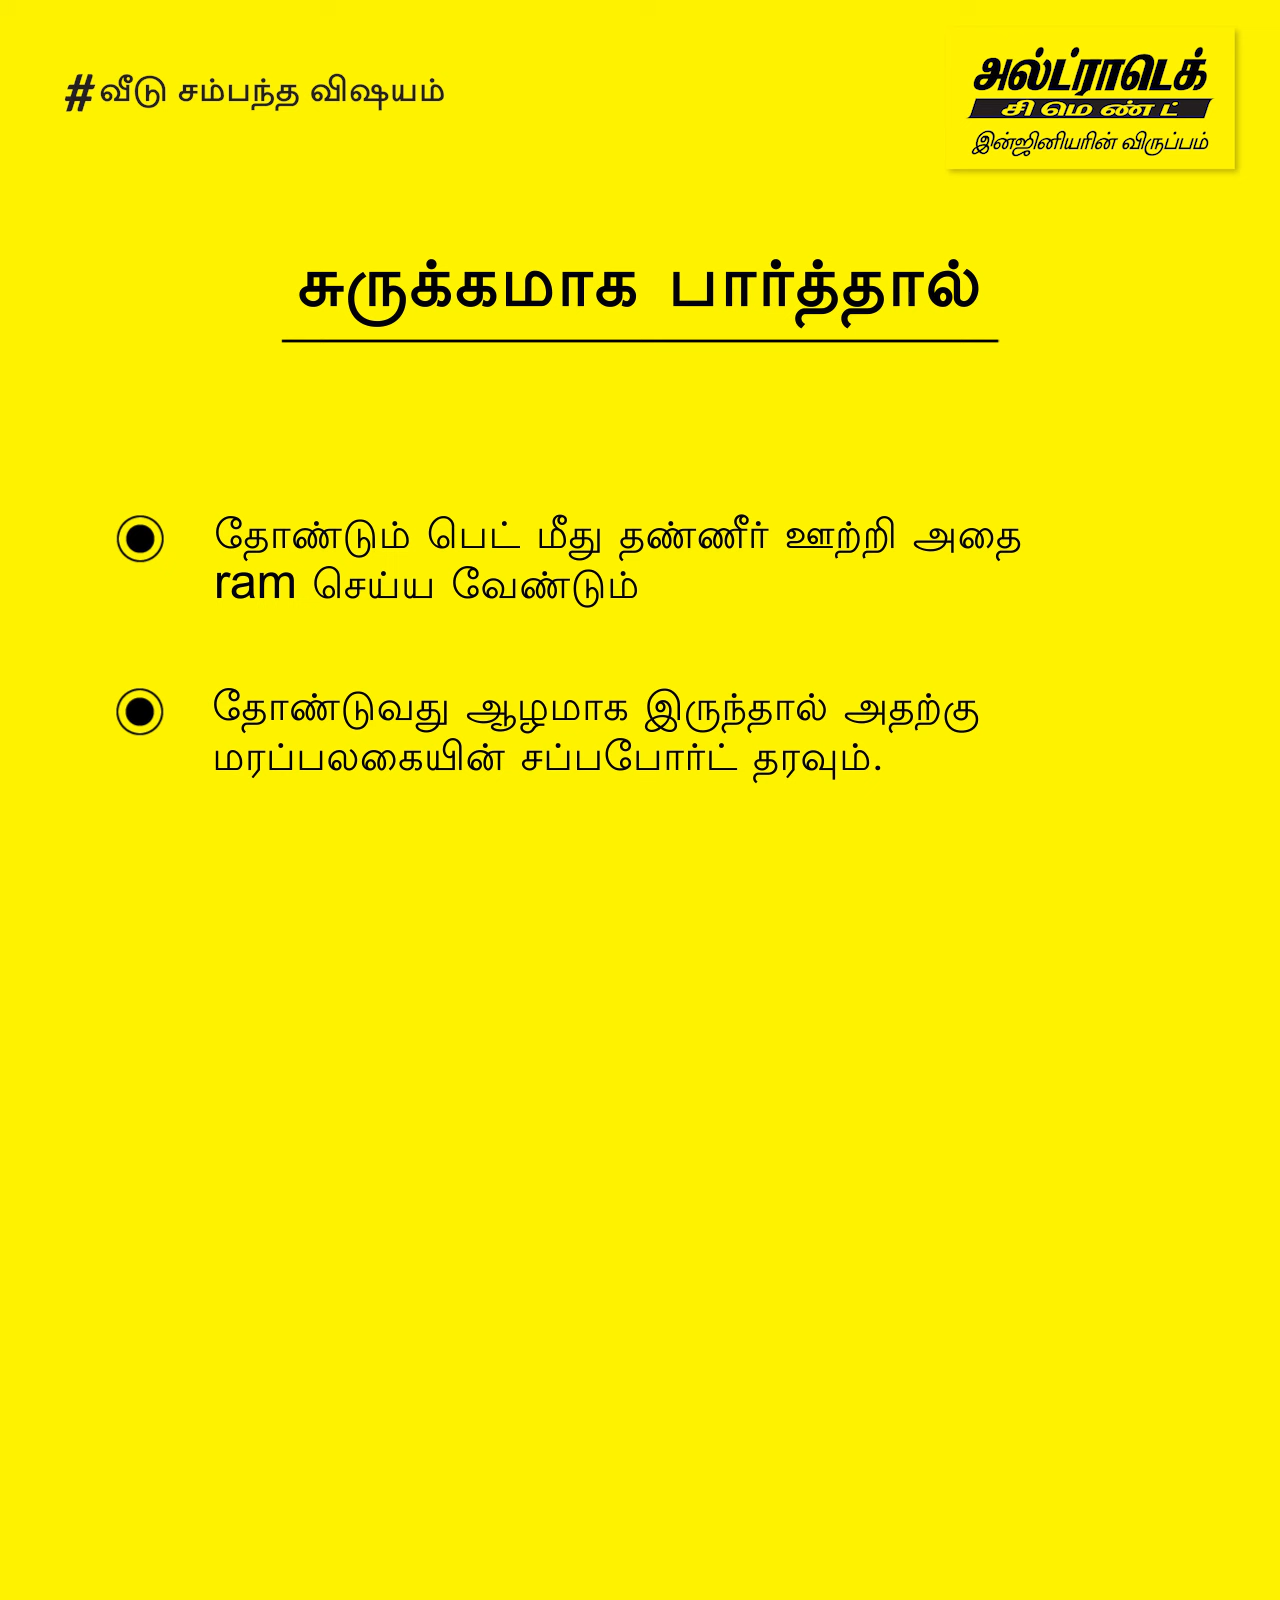 #வீடு சம்பந்த விஷயம்
அல்ட்ராடெக்
சிமெண்ட்
இன்ஜினியரின் விருப்பம்
சுருக்கமாக பார்த்தால்
தோண்டும் பெட் மீது தண்ணீர் ஊற்றி அதை
ram செய்ய வேண்டும்
தோண்டுவது ஆழமாக இருந்தால் அதற்கு
மரப்பலகையின் சப்பபோர்ட் தரவும்.